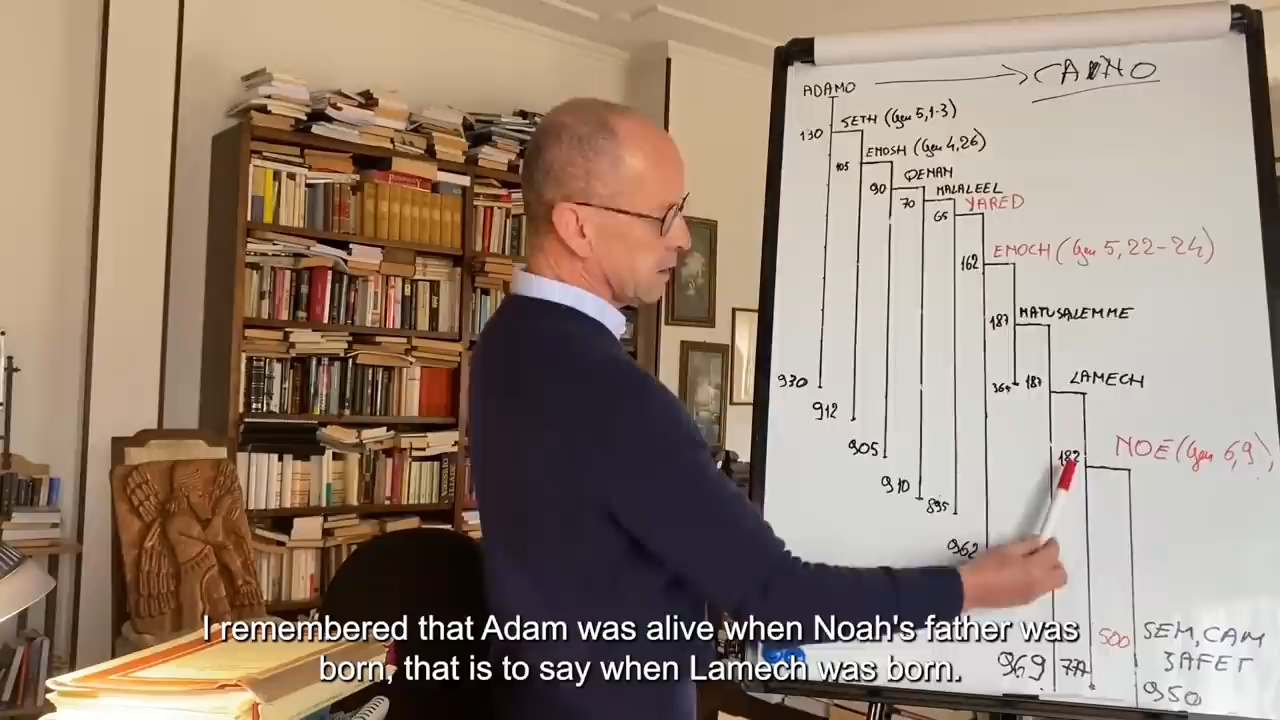 ADAMO → CAINO
130
SETH (Gen 5,1-3)
105
ENOSH (Gen 4,26)
90
QENAN
70
MALALEEL
65
YARED
162
ENOCH (Gen 5,22-24)
187
MATUSALEMME
364
187
LAMECH
930
912
905
910
895
962
182
NOE (Gen 6,9),
969
777
500
SEM, CAM
JAFET
950
I remembered that Adam was alive when Noah's father was
born, that is to say when Lamech was born.